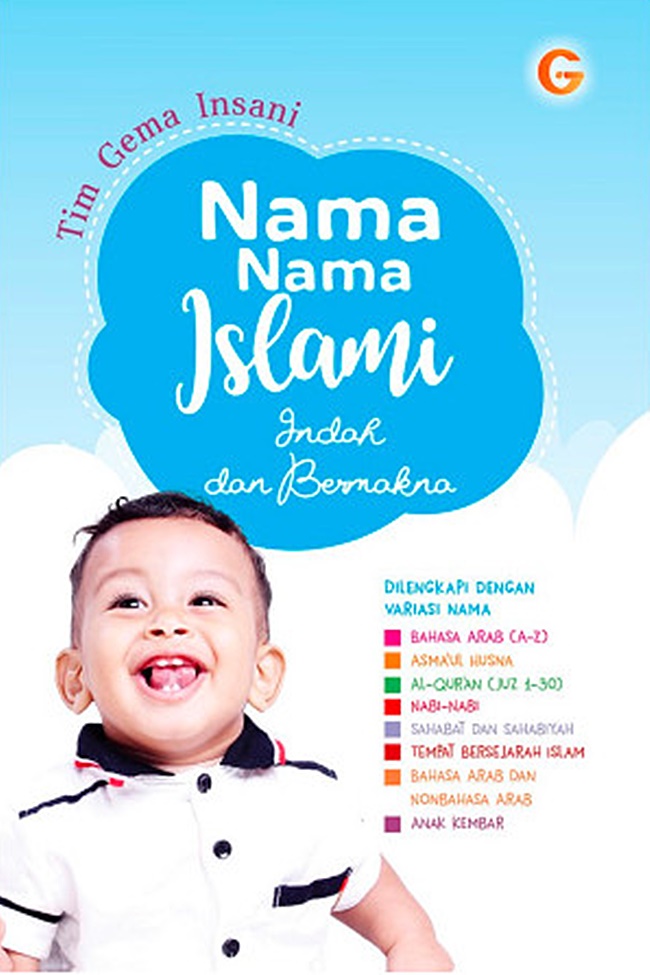 G
Tim Gema Insani
Nama
Nama
Islami
Indah
dan Bermakna
DILENGKAPI DENGAN
VARIASI NAMA
BAHASA ARAB (A-Z)
ASMA'UL HUSNA
AL-QUR'AN (JUZ 1-30)
NABI-NABI
SAHABAT DAN SAHABIYAH
TEMPAT BERSEJARAH ISLAM
BAHASA ARAB DAN
NONBAHASA ARAB
ANAK KEMBAR